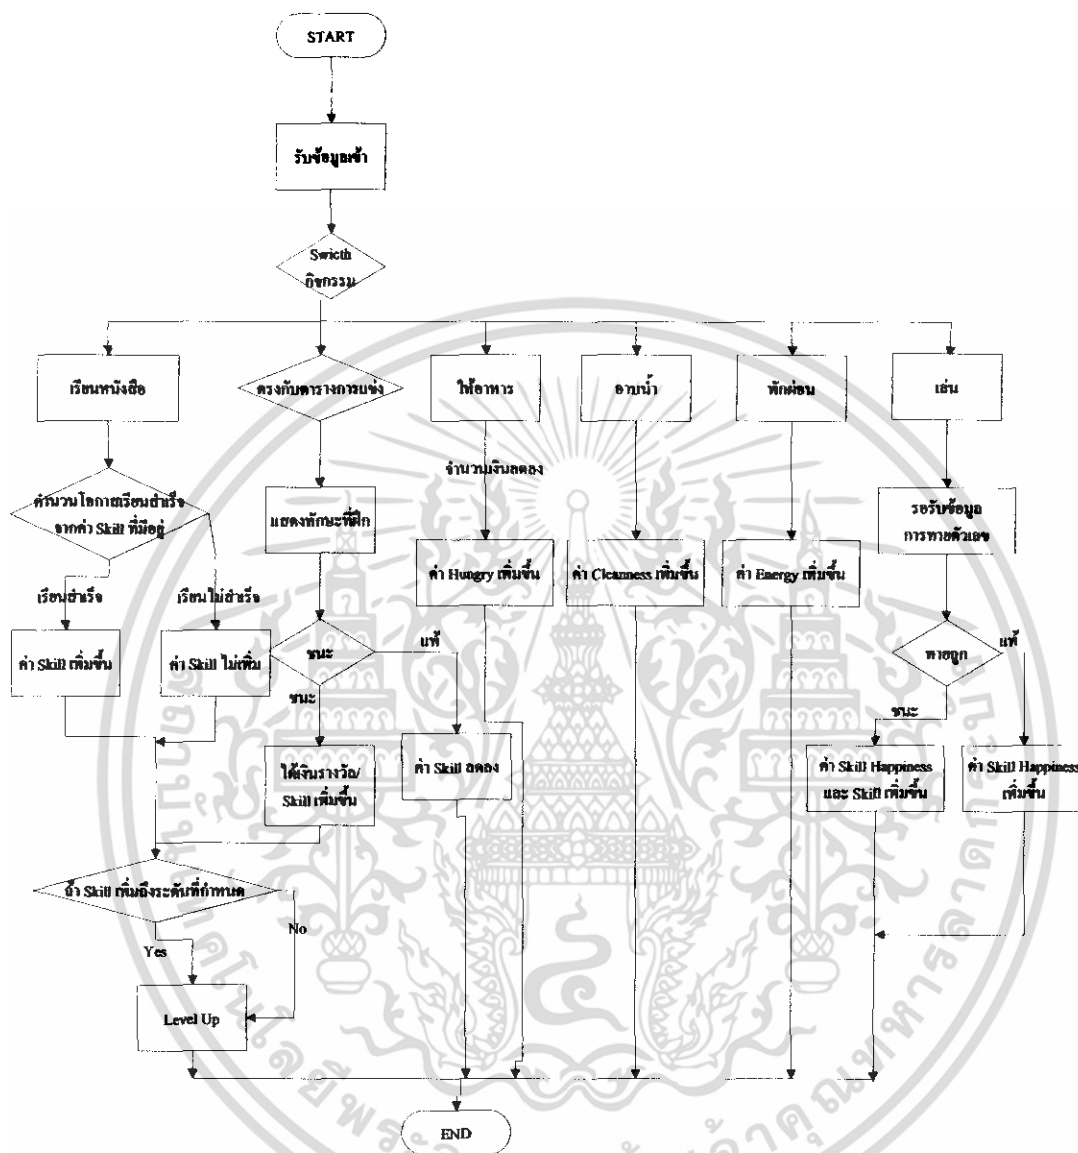 START
รับข้อมูลเข้า
Swicth
กิจกรรม
เรียนหนังสือ
ตรงกับตารางการแข่ง
ให้อาหาร
อาบน้ำ
พักผ่อน
เล่น
จำนวนเงินลดลง
คำนวนโอกาสเรียนสำเร็จ
จากค่า Skill ที่มีอยู่
แสดงทักษะที่ฝึก
รอรับข้อมูล
การทายตัวเลข
ค่า Hungry เพิ่มขึ้น
ค่า Cleanness เพิ่มขึ้น
ค่า Energy เพิ่มขึ้น
เรียนสำเร็จ
เรียนไม่สำเร็จ
ค่า Skill เพิ่มขึ้น
ค่า Skill ไม่เพิ่ม
ชนะ
แพ้
ทายถูก
แพ้
ชนะ
ชนะ
ได้เงินรางวัล/
Skill เพิ่มขึ้น
ค่า Skill ลดลง
ค่า Skill Happiness
และ Skill เพิ่มขึ้น
ค่า Skill Happiness
เพิ่มขึ้น
ถ้า Skill เพิ่มถึงระดับที่กำหนด
No
Yes
Level Up
END